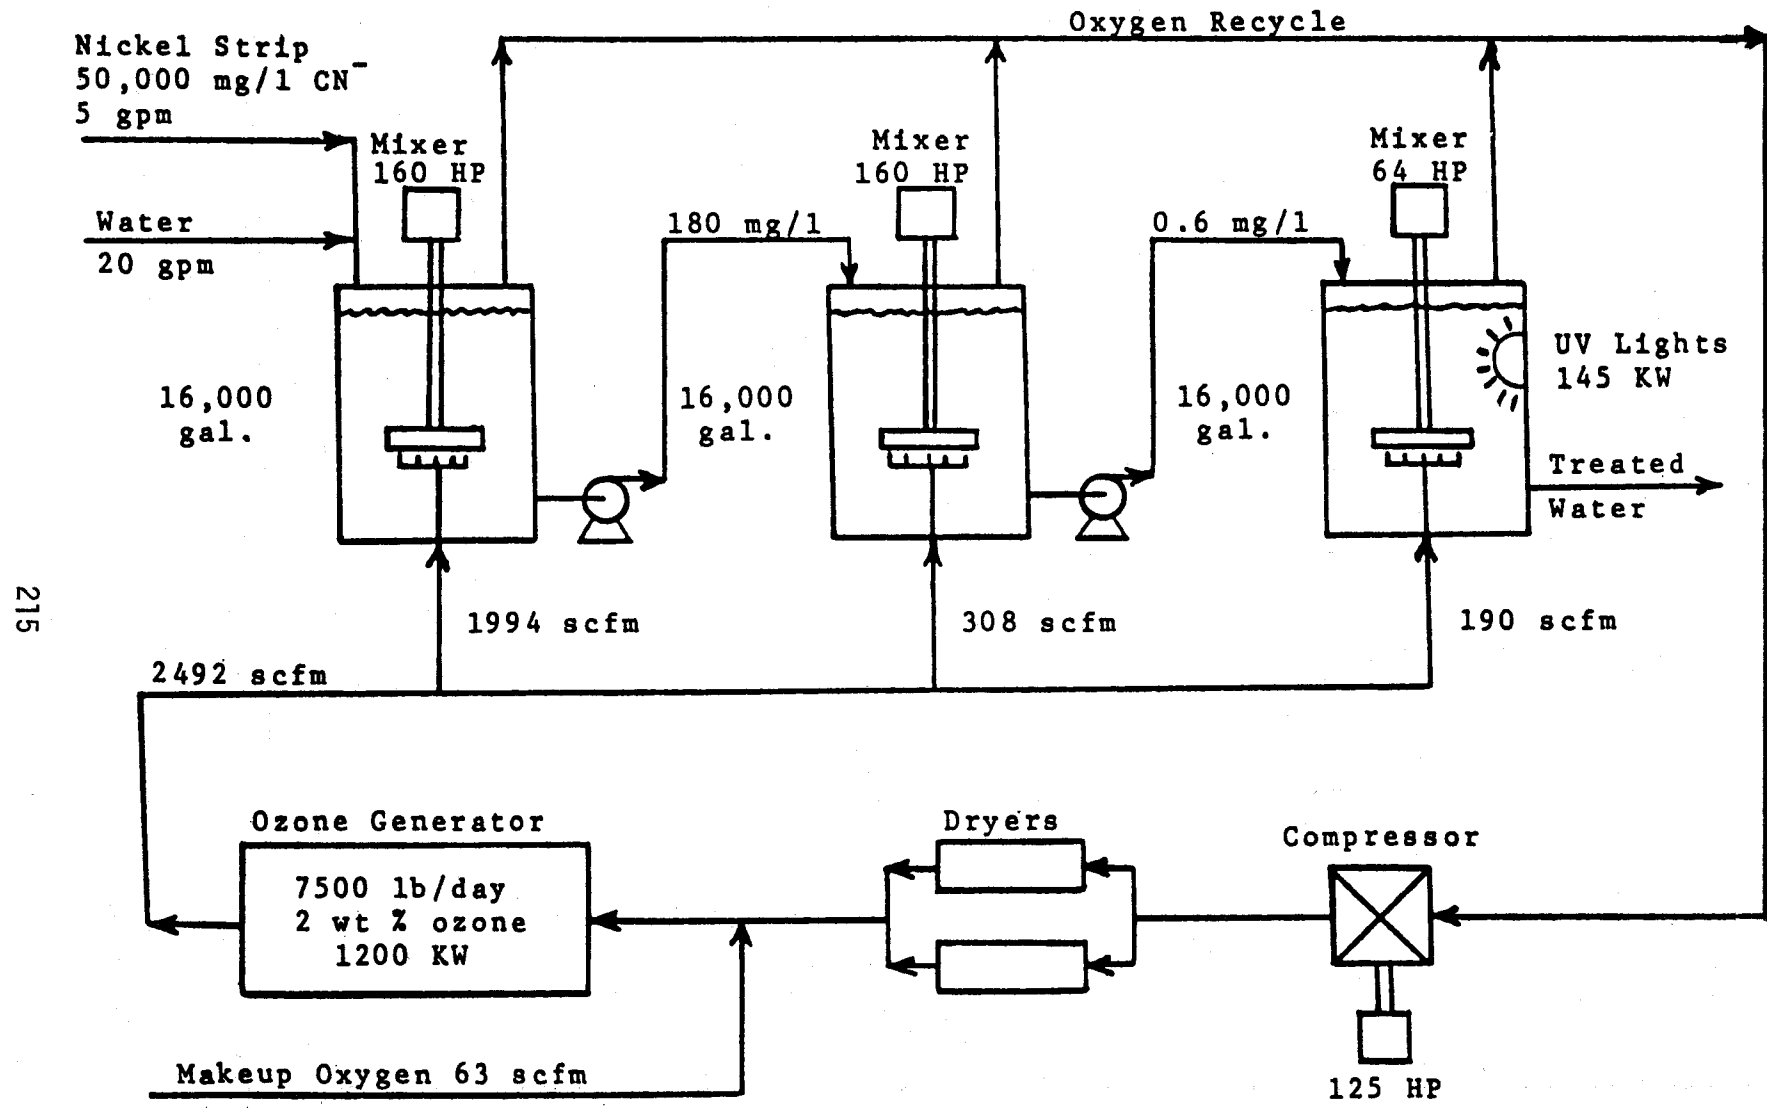 Oxygen Recycle
Nickel Strip
50,000 mg/l CN⁻
5 gpm
Mixer
160 HP
Mixer
160 HP
Mixer
64 HP
Water
20 gpm
180 mg/l
0.6 mg/l
UV Lights
145 KW
16,000
gal.
16,000
gal.
16,000
gal.
Treated
Water
215
1994 scfm
308 scfm
190 scfm
2492 scfm
Ozone Generator
7500 lb/day
2 wt % ozone
1200 KW
Dryers
Compressor
125 HP
Makeup Oxygen 63 scfm